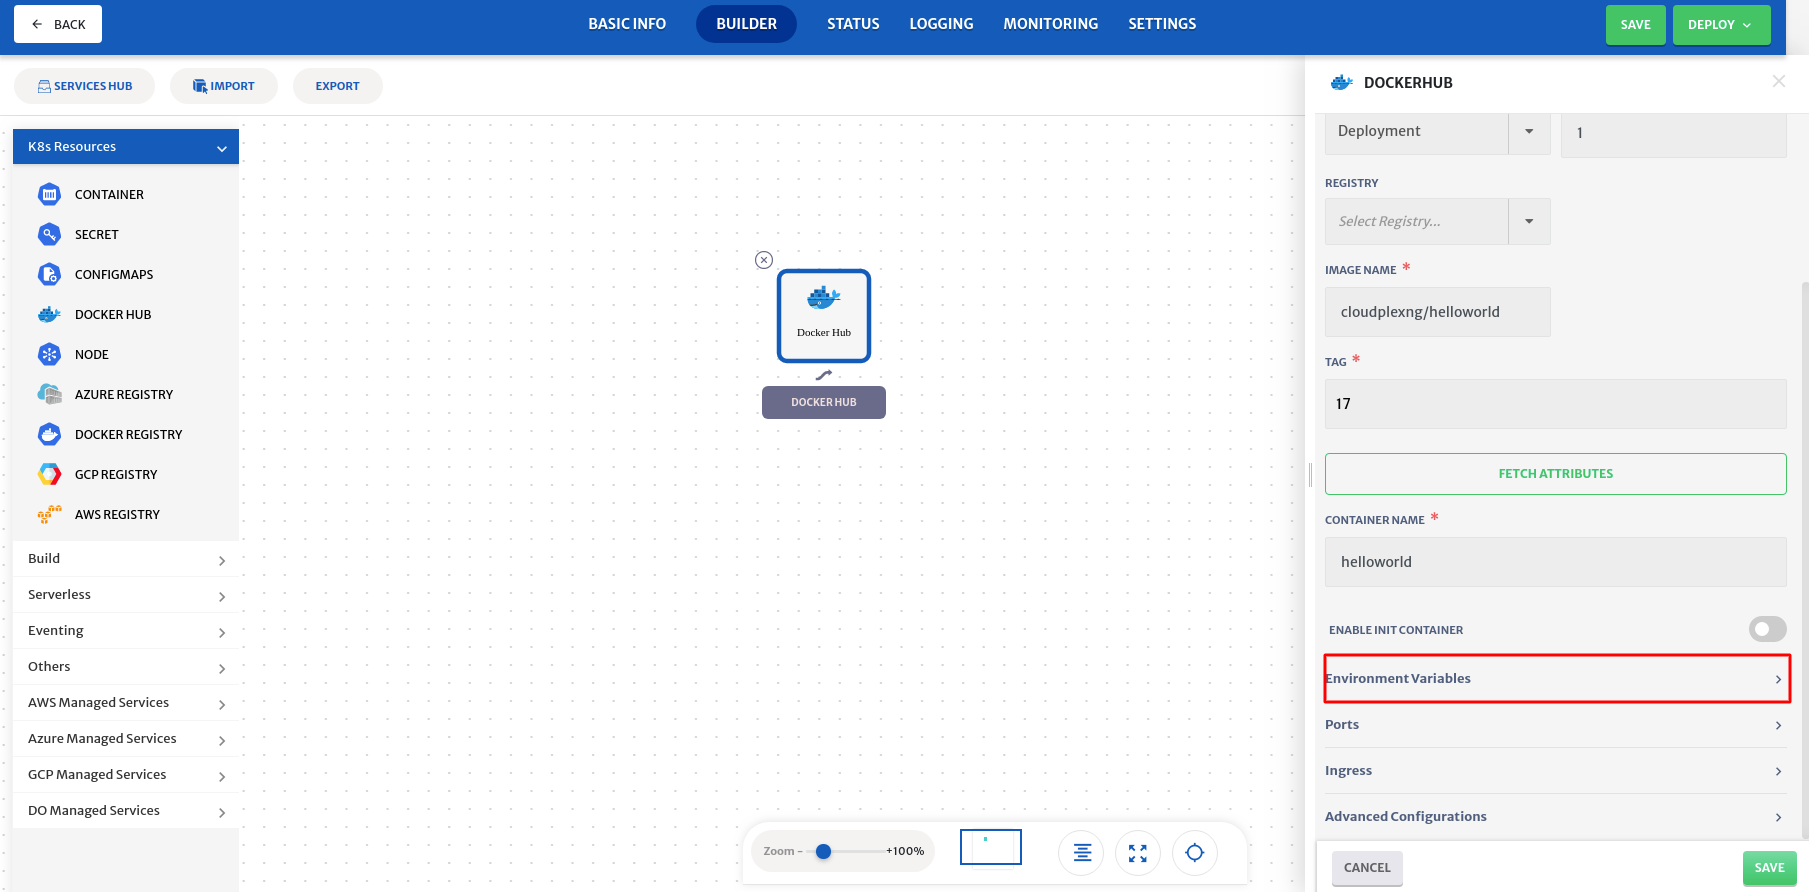 BACK
BASIC INFO
BUILDER
STATUS
LOGGING
MONITORING
SETTINGS
SAVE
DEPLOY
SERVICES HUB
IMPORT
EXPORT
K8s Resources
CONTAINER
SECRET
CONFIGMAPS
DOCKER HUB
NODE
AZURE REGISTRY
DOCKER REGISTRY
GCP REGISTRY
AWS REGISTRY
Build
Serverless
Eventing
Others
AWS Managed Services
Azure Managed Services
GCP Managed Services
DO Managed Services
Docker Hub
DOCKER HUB
Zoom - +100%
DOCKERHUB
Deployment
1
REGISTRY
Select Registry...
IMAGE NAME *
cloudplexng/helloworld
TAG *
17
FETCH ATTRIBUTES
CONTAINER NAME *
helloworld
ENABLE INIT CONTAINER
Environment Variables
Ports
Ingress
Advanced Configurations
CANCEL
SAVE